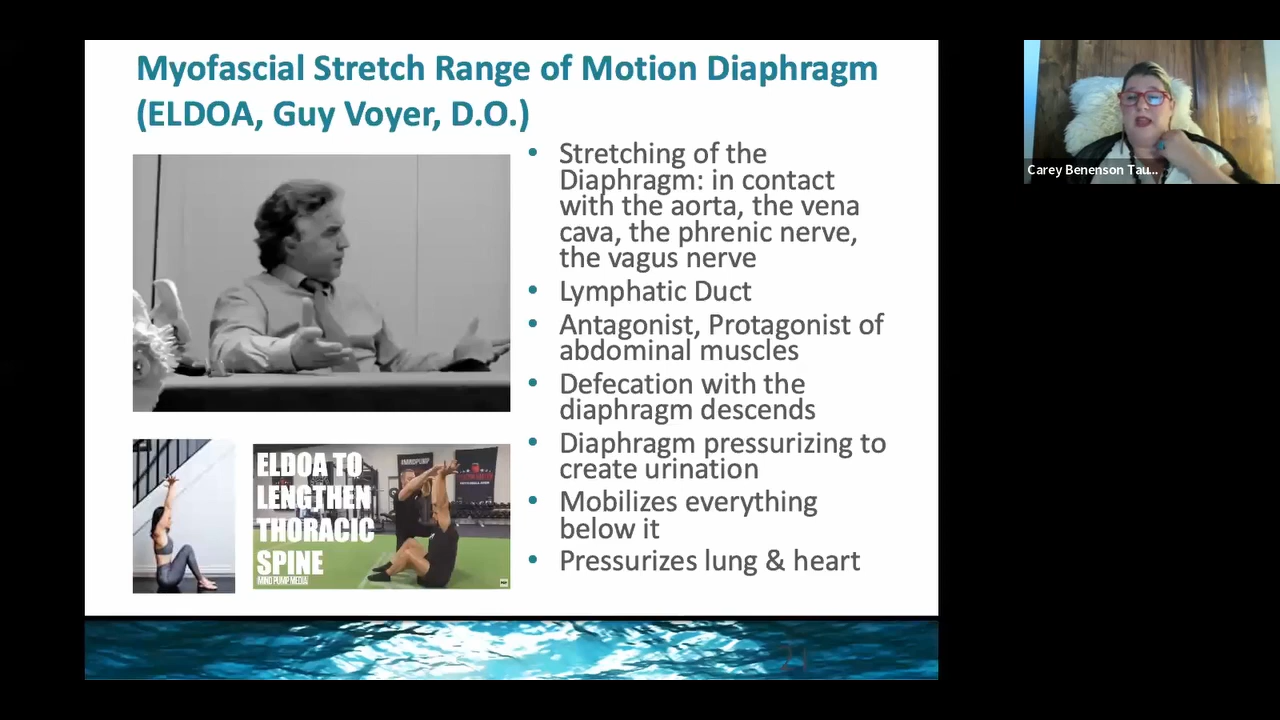 Myofascial Stretch Range of Motion Diaphragm
(ELDOA, Guy Voyer, D.O.)
• Stretching of the
Diaphragm: in contact
with the aorta, the vena
cava, the phrenic nerve,
the vagus nerve
• Lymphatic Duct
• Antagonist, Protagonist of
abdominal muscles
• Defecation with the
diaphragm descends
• Diaphragm pressurizing to
create urination
• Mobilizes everything
below it
• Pressurizes lung & heart
ELDOA TO
LENGTHEN
THORACIC
SPINE
(MIND PUMP MEDIA)
21
Carey Benenson Tau...